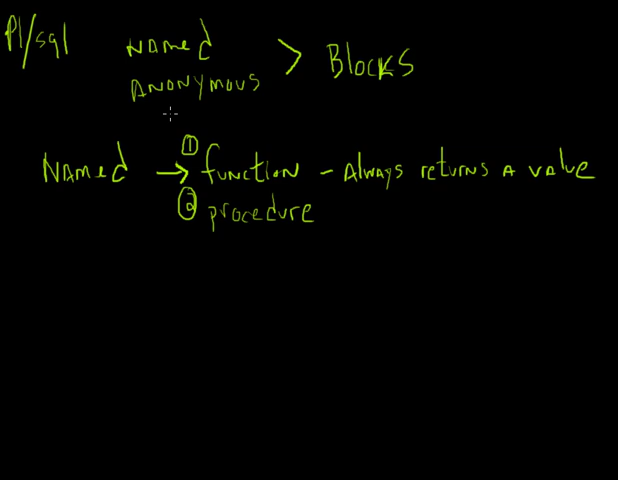 Pl/sql
Named
Anonymous > Blocks
Named → ① function - Always returns a value
② procedure